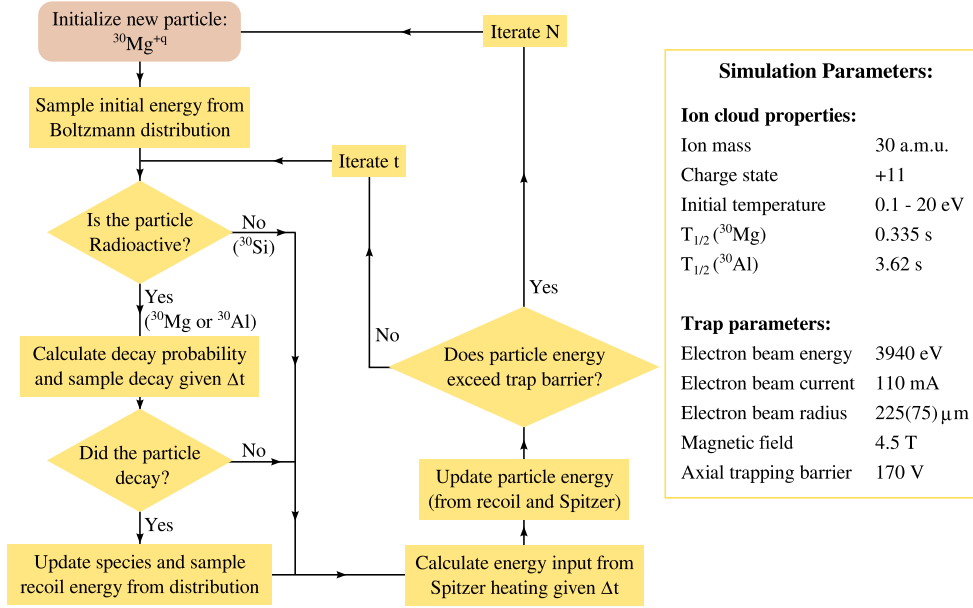 Initialize new particle:
³⁰Mg⁺q
Sample initial energy from
Boltzmann distribution
Iterate t
Iterate N
Is the particle
Radioactive?
No
(³⁰Si)
Yes
(³⁰Mg or ³⁰Al)
Calculate decay probability
and sample decay given Δt
Did the particle
decay?
No
Yes
Update species and sample
recoil energy from distribution
Calculate energy input from
Spitzer heating given Δt
Update particle energy
(from recoil and Spitzer)
Does particle energy
exceed trap barrier?
No
Yes
Simulation Parameters:
Ion cloud properties:
Ion mass 30 a.m.u.
Charge state +11
Initial temperature 0.1 - 20 eV
T₁/₂ (³⁰Mg) 0.335 s
T₁/₂ (³⁰Al) 3.62 s
Trap parameters:
Electron beam energy 3940 eV
Electron beam current 110 mA
Electron beam radius 225(75) μm
Magnetic field 4.5 T
Axial trapping barrier 170 V